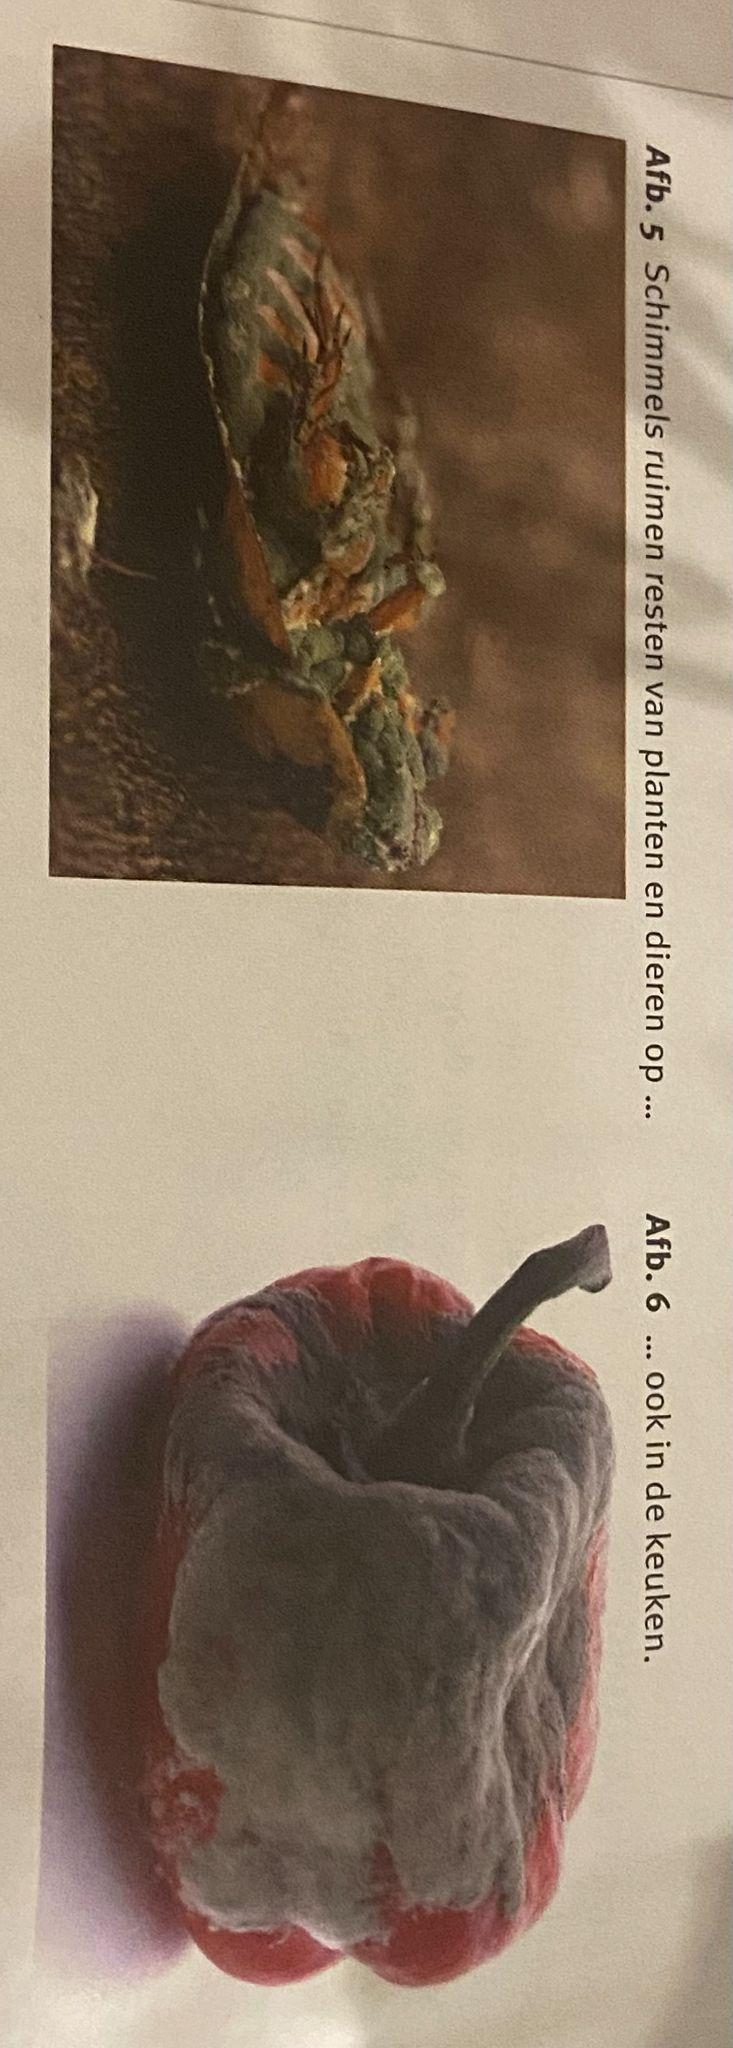 Afb. 5 Schimmels ruimen resten van planten en dieren op ...
Afb. 6 ... ook in de keuken.